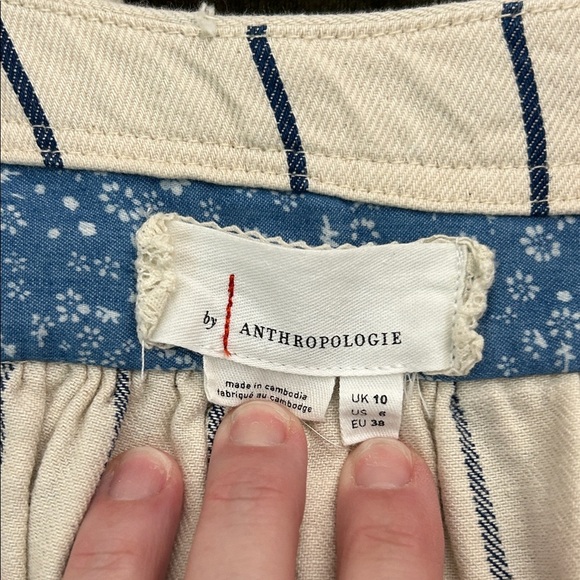 by ANTHROPOLOGIE
made in cambodia
fabriqué au cambodge
UK 10
US 6
EU 38